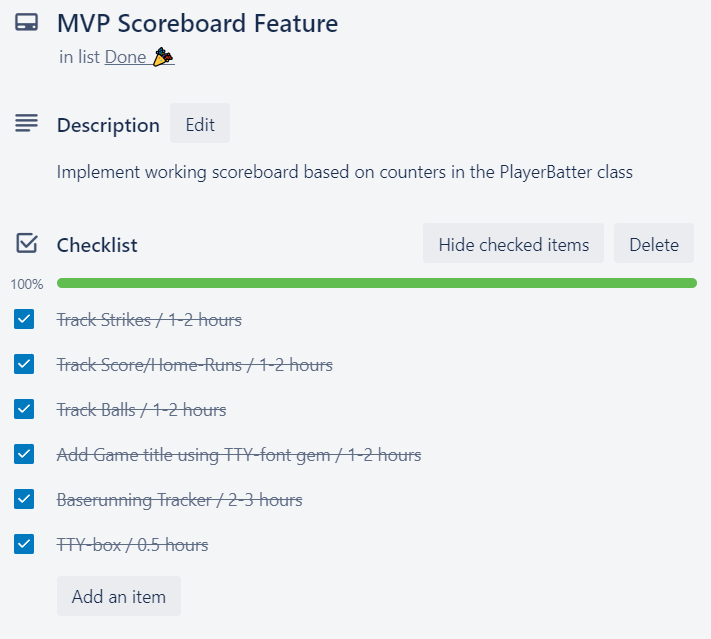 MVP Scoreboard Feature
in list Done 🎉
Description Edit
Implement working scoreboard based on counters in the PlayerBatter class
Checklist Hide checked items Delete
100%
Track Strikes / 1-2 hours
Track Score/Home-Runs / 1-2 hours
Track Balls / 1-2 hours
Add Game title using TTY-font gem / 1-2 hours
Baserunning Tracker / 2-3 hours
TTY-box / 0.5 hours
Add an item